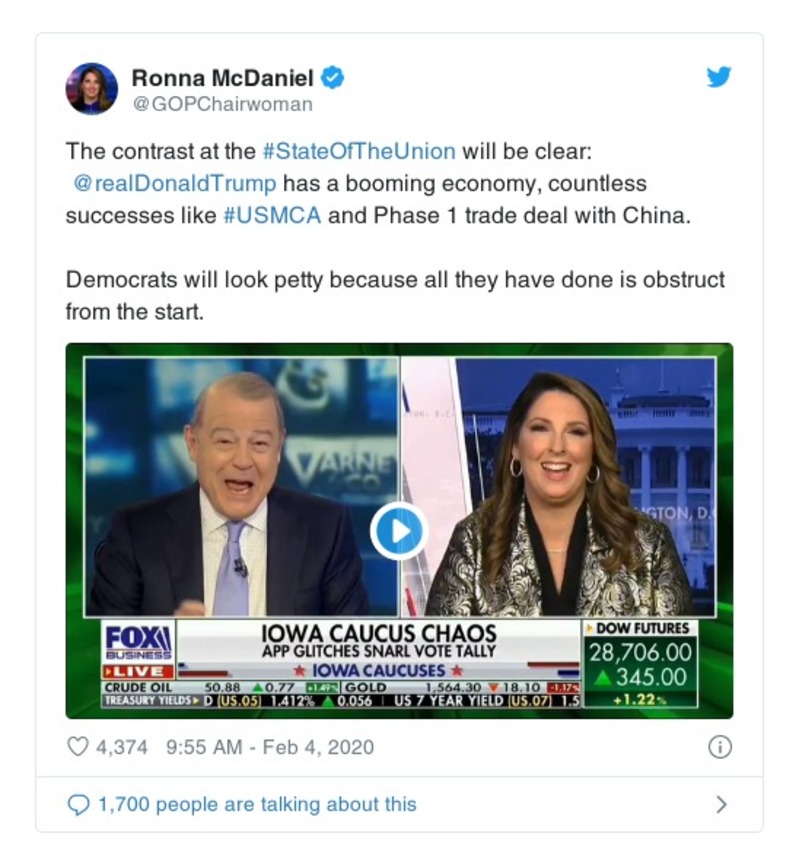 Ronna McDaniel
@GOPChairwoman
The contrast at the #StateOfTheUnion will be clear:
@realDonaldTrump has a booming economy, countless
successes like #USMCA and Phase 1 trade deal with China.
Democrats will look petty because all they have done is obstruct
from the start.
VARNEY
CO
GTON, D.C
FOX
BUSINESS
LIVE
IOWA CAUCUS CHAOS
APP GLITCHES SNARL VOTE TALLY
IOWA CAUCUSES
DOW FUTURES
28,706.00
▲ 345.00
+1.22%
CRUDE OIL 50.88 ▲0.77 +1.49% GOLD 1,564.30 ▼18.10 -1.17%
TREASURY YIELDS D (US.05) 1.412% ▲0.056 US 7 YEAR YIELD (US.07) 1.5
4,374 9:55 AM - Feb 4, 2020
1,700 people are talking about this